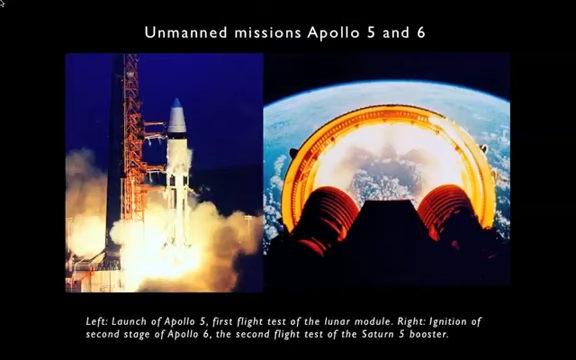 Unmanned missions Apollo 5 and 6
Left: Launch of Apollo 5, first flight test of the lunar module. Right: Ignition of
second stage of Apollo 6, the second flight test of the Saturn 5 booster.